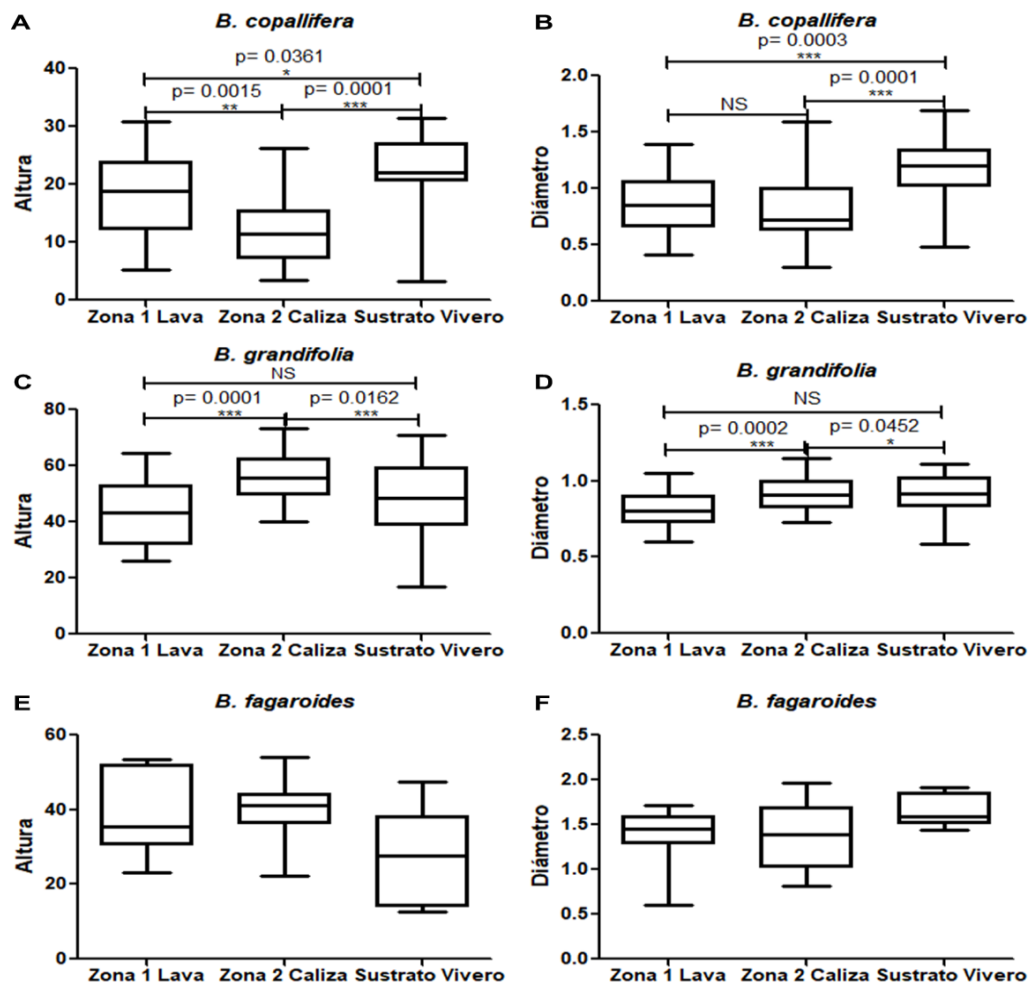 A
B. copallifera
p= 0.0361
*
p= 0.0015
**
p= 0.0001
***
Altura
40
30
20
10
0
Zona 1 Lava Zona 2 Caliza Sustrato Vivero
B
B. copallifera
p= 0.0003
***
p= 0.0001
***
NS
Diámetro
2.0
1.5
1.0
0.5
0.0
Zona 1 Lava Zona 2 Caliza Sustrato Vivero
C
B. grandifolia
NS
p= 0.0001
***
p= 0.0162
***
Altura
80
60
40
20
0
Zona 1 Lava Zona 2 Caliza Sustrato Vivero
D
B. grandifolia
NS
p= 0.0002
***
p= 0.0452
*
Diámetro
1.5
1.0
0.5
0.0
Zona 1 Lava Zona 2 Caliza Sustrato Vivero
E
B. fagaroides
Altura
60
40
20
0
Zona 1 Lava Zona 2 Caliza Sustrato Vivero
F
B. fagaroides
Diámetro
2.5
2.0
1.5
1.0
0.5
0.0
Zona 1 Lava Zona 2 Caliza Sustrato Vivero